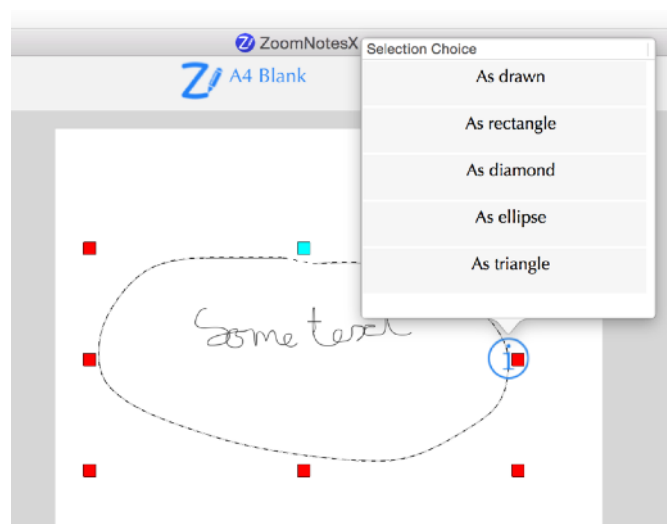 ZoomNotesX
A4 Blank
Selection Choice
As drawn
As rectangle
As diamond
As ellipse
As triangle
Some text
i